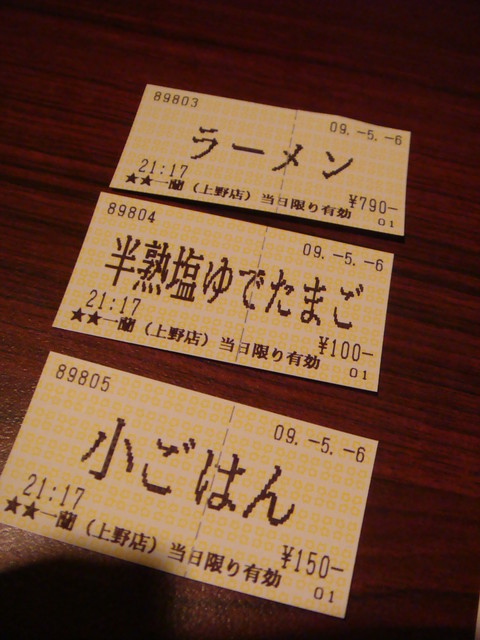 89803 09.-5.-6
ラーメン
21:17 ¥790-
★★一蘭（上野店）当日限り有効 01
89804 09.-5.-6
半熟塩ゆでたまご
21:17 ¥100-
★★一蘭（上野店）当日限り有効 01
89805 09.-5.-6
小ごはん
21:17 ¥150-
★★一蘭（上野店）当日限り有効 01